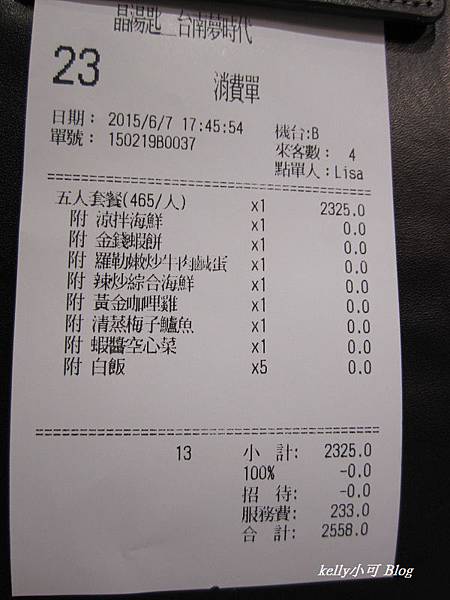 晶湯匙 台南夢時代
23
消費單
日期: 2015/6/7 17:45:54 機台:B
單號: 150219B0037
來客數: 4
點單人:Lisa
================================
五人套餐(465/人) x1 2325.0
附 涼拌海鮮 x1 0.0
附 金錢蝦餅 x1 0.0
附 羅勒嫩炒牛肉鹹蛋 x1 0.0
附 辣炒綜合海鮮 x1 0.0
附 黃金咖哩雞 x1 0.0
附 清蒸梅子鱸魚 x1 0.0
附 蝦醬空心菜 x1 0.0
附 白飯 x5 0.0
================================
13 小 計: 2325.0
100% -0.0
招 待: -0.0
服務費: 233.0
合 計: 2558.0
kelly小可 Blog